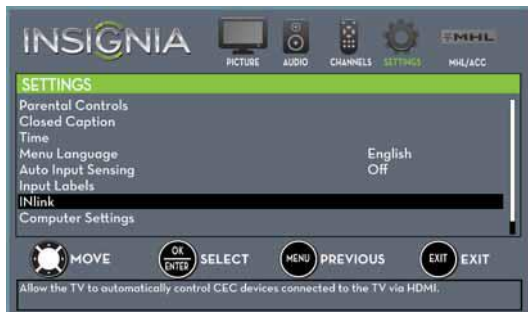 INSIGNIA
PICTURE AUDIO CHANNELS SETTINGS MHL/ACC
MHL
SETTINGS
Parental Controls
Closed Caption
Time
Menu Language English
Auto Input Sensing Off
Input Labels
INlink
Computer Settings
MOVE OK ENTER SELECT MENU PREVIOUS EXIT EXIT
Allow the TV to automatically control CEC devices connected to the TV via HDMI.